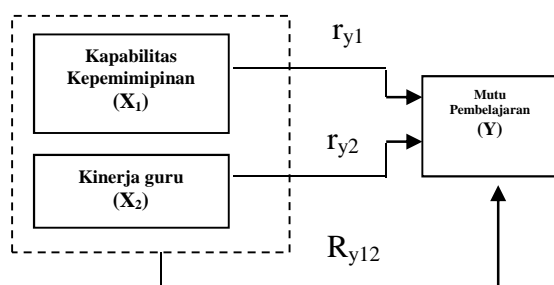 Kapabilitas
Kepemimipinan
(X₁)
r_y1
Mutu
Pembelajaran
(Y)
Kinerja guru
(X₂)
r_y2
R_y12